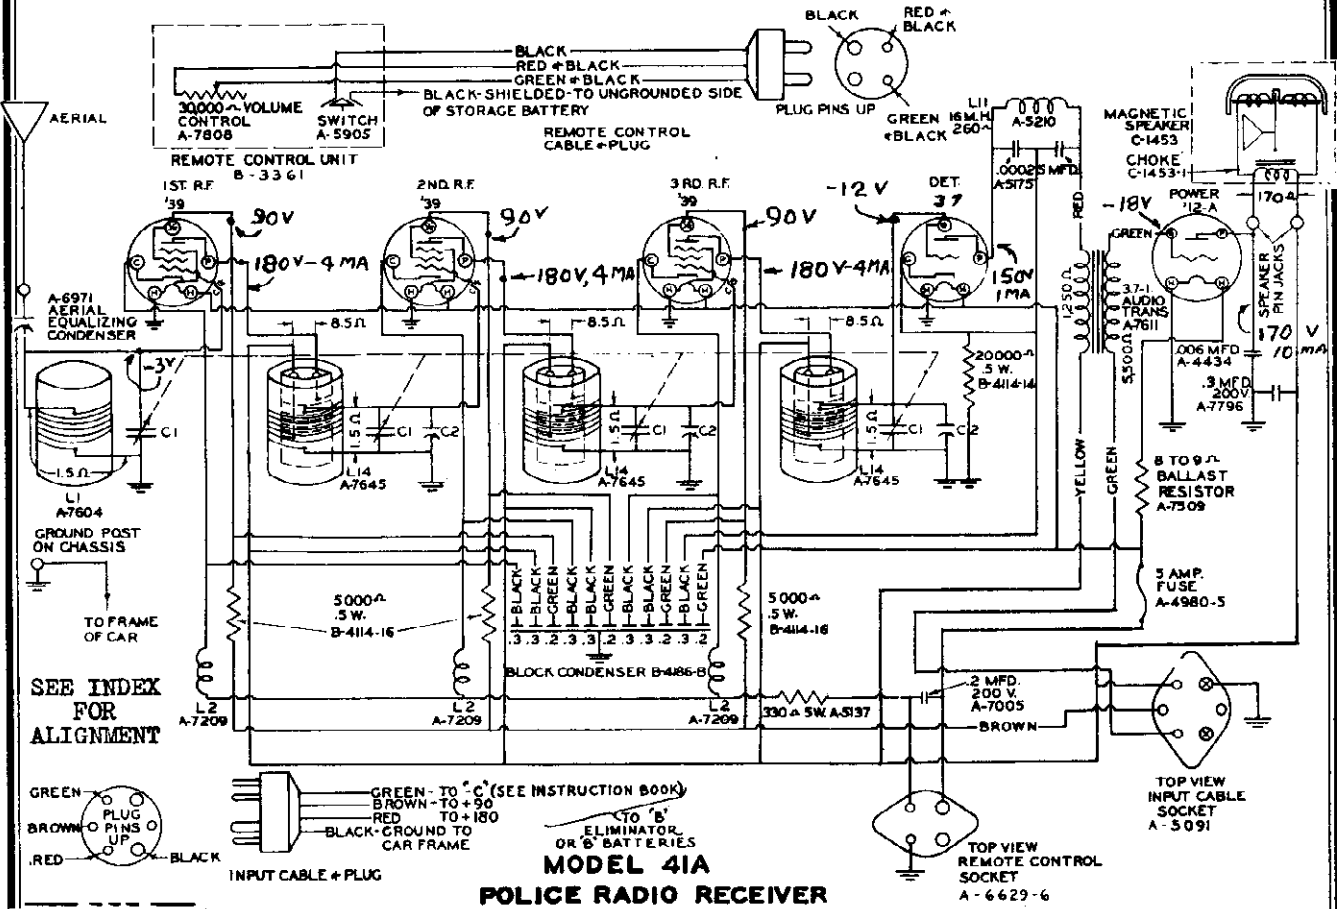 BLACK
RED &
BLACK
BLACK
RED & BLACK
GREEN & BLACK
BLACK-SHIELDED-TO UNGROUNDED SIDE
OF STORAGE BATTERY
30,000 ~ VOLUME
CONTROL
A-7808
SWITCH
A-5905
REMOTE CONTROL UNIT
B-3361
REMOTE CONTROL
CABLE & PLUG
PLUG PINS UP
GREEN
& BLACK
AERIAL
L11
16 M.H.
260~
A-5210
.00025 MFD.
A-5175
MAGNETIC
SPEAKER
C-1453
CHOKE
C-1453-1
170Ω
1ST. R.F.
'39
2ND. R.F.
'39
3RD. R.F.
'39
DET.
37
POWER
'12-A
90V
90V
90V
-12 V
-18V
180V-4 MA
180V, 4 MA
180V-4MA
150V
1 MA
RED
GREEN
1,250Ω
3.7-1.
AUDIO
TRANS
A-7611
5,500Ω
SPEAKER
PIN JACKS
170 V
10 MA
A-6971
AERIAL
EQUALIZING
CONDENSER
-3V
8.5Ω
8.5Ω
8.5Ω
20000~
.5 W.
B-4114-14
.006 MFD
A-4434
.3 MFD.
200V.
A-7796
1.5Ω
C1
1.5Ω
C1
C2
1.5Ω
C1
C2
1.5Ω
C1
C2
L1
A-7604
L14
A-7645
L14
A-7645
L14
A-7645
YELLOW
GREEN
8 TO 9Ω
BALLAST
RESISTOR
A-7509
GROUND POST
ON CHASSIS
TO FRAME
OF CAR
5000~
.5 W.
B-4114-16
BLACK
BLACK
GREEN
BLACK
BLACK
GREEN
BLACK
BLACK
GREEN
BLACK
GREEN
.3 .3 .2 .3 .3 .2 .3 .3 .2 .3 .2
BLOCK CONDENSER B-4186-B
5000~
.5 W.
B-4114-16
5 AMP.
FUSE
A-4980-5
SEE INDEX
FOR
ALIGNMENT
L2
A-7209
L2
A-7209
L2
A-7209
330~ 5W. A-5137
.2 MFD.
200 V.
A-7005
BROWN
TOP VIEW
INPUT CABLE
SOCKET
A-5091
GREEN
BROWN
RED
BLACK
PLUG
PINS
UP
GREEN - TO "-C" (SEE INSTRUCTION BOOK)
BROWN - TO +90
RED TO +180
BLACK-GROUND TO
CAR FRAME
TO 'B'
ELIMINATOR
OR 'B' BATTERIES
INPUT CABLE & PLUG
TOP VIEW
REMOTE CONTROL
SOCKET
A-6629-6
MODEL 41A
POLICE RADIO RECEIVER